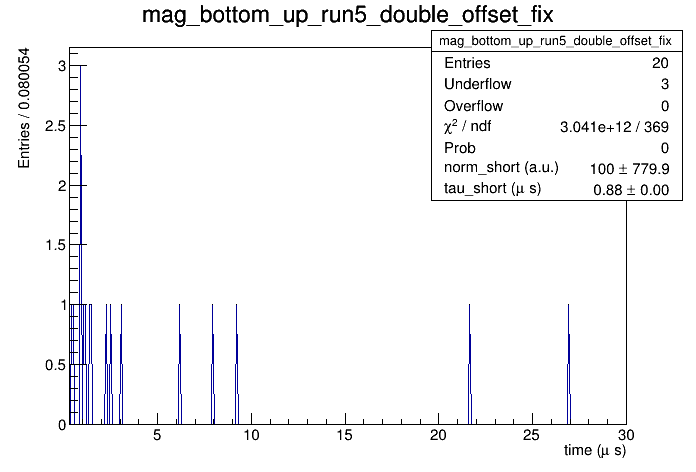 mag_bottom_up_run5_double_offset_fix
mag_bottom_up_run5_double_offset_fix
Entries 20
Underflow 3
Overflow 0
χ² / ndf 3.041e+12 / 369
Prob 0
norm_short (a.u.) 100 ± 779.9
tau_short (μ s) 0.88 ± 0.00
Entries / 0.080054
3
2.5
2
1.5
1
0.5
0
5 10 15 20 25 30
time (μ s)